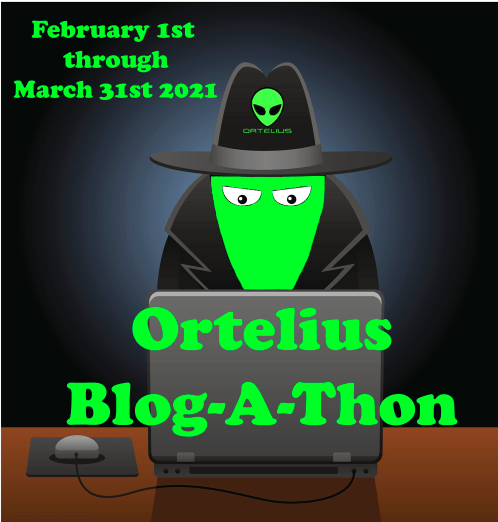 February 1st
through
March 31st 2021
ORTELIUS
Ortelius
Blog-A-Thon